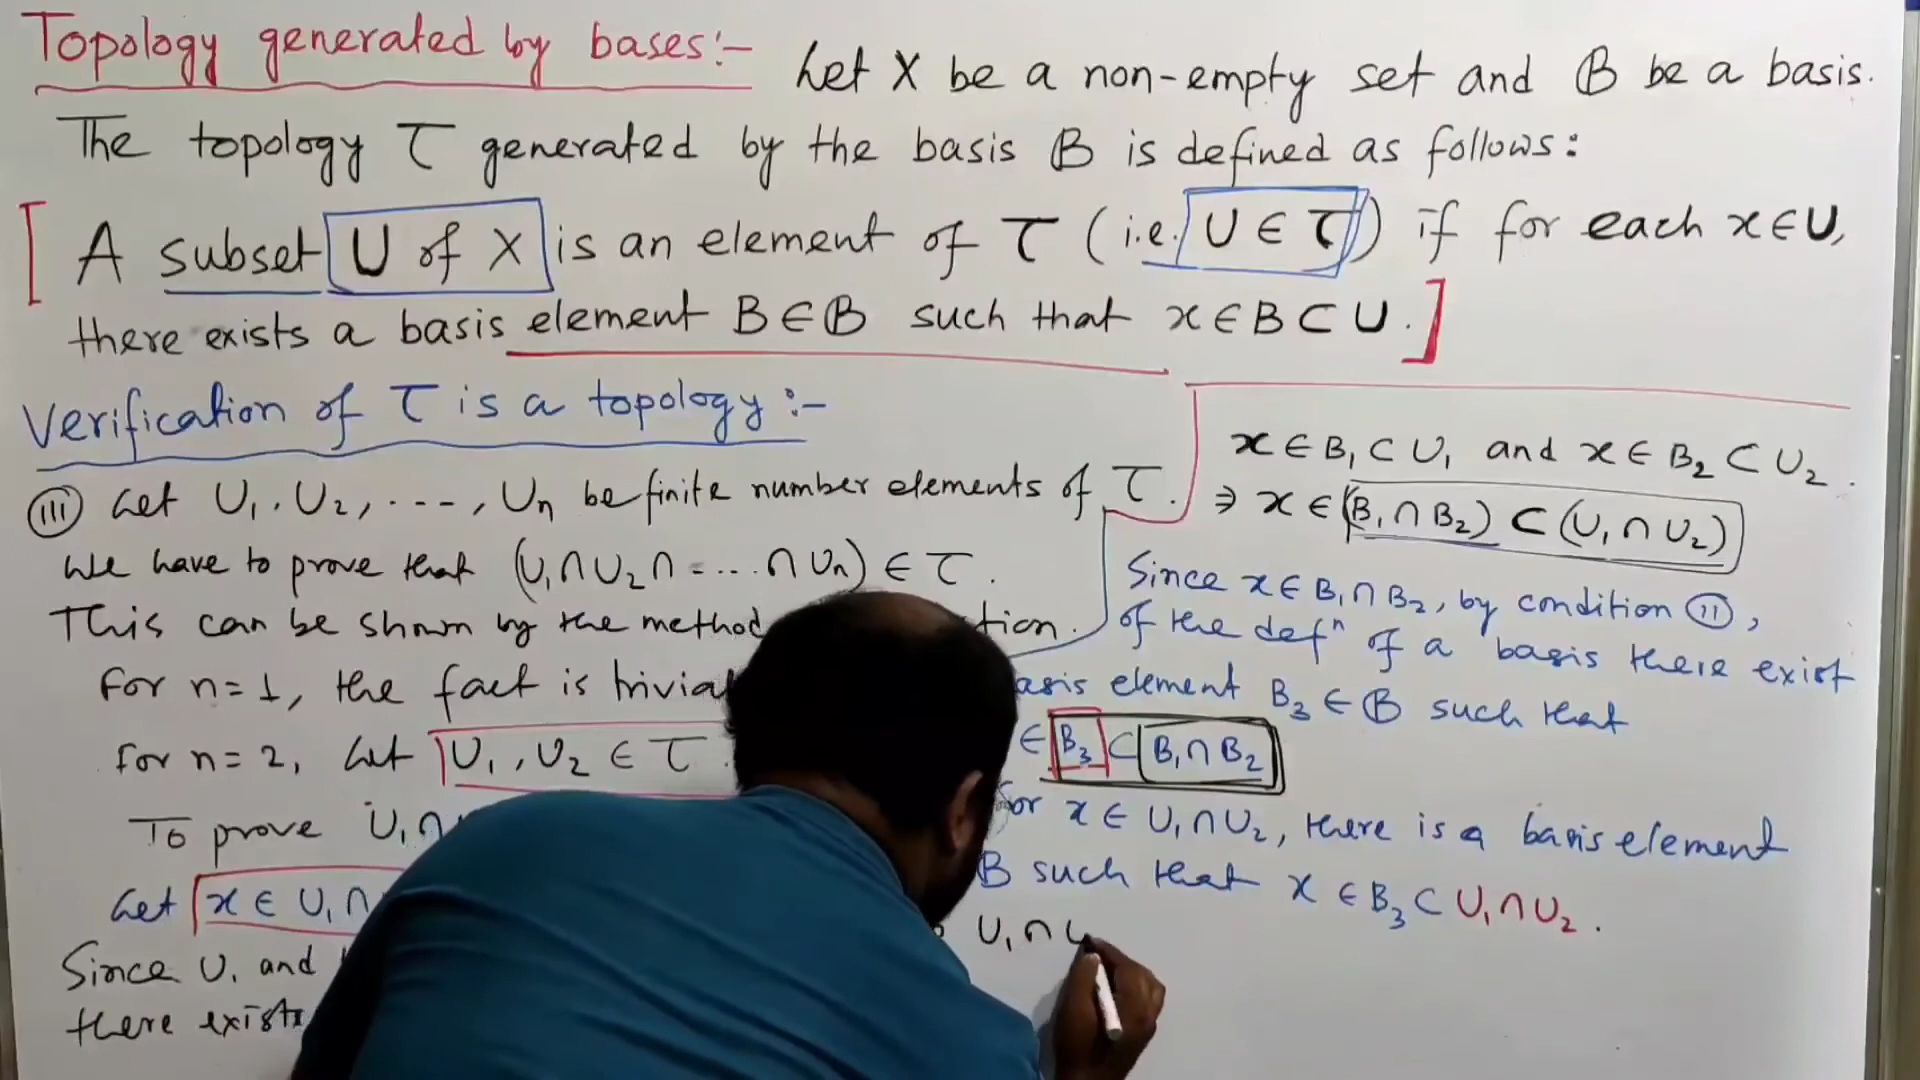 Topology generated by bases:- Let X be a non-empty set and B be a basis.
The topology τ generated by the basis B is defined as follows:
[ A subset U of X is an element of τ (i.e. U ∈ τ) if for each x∈U,
there exists a basis element B∈B such that x∈B⊂U. ]
Verification of τ is a topology:-
(iii) Let U₁, U₂, ----, Uₙ be finite number elements of τ.
We have to prove that (U₁∩U₂∩ ---- ∩Uₙ) ∈ τ.
This can be shown by the method tion.
For n=1, the fact is trivial
For n=2, Let U₁, U₂ ∈ τ
To prove U₁∩
Let x ∈ U₁∩
Since U₁ and
there exists
x ∈ B₁ ⊂ U₁ and x ∈ B₂ ⊂ U₂.
⇒ x ∈ (B₁∩B₂) ⊂ (U₁∩U₂)
Since x∈B₁∩B₂, by condition (ii),
of the defⁿ of a basis there exist
asis element B₃ ∈ B such that
∈ B₃ ⊂ B₁∩B₂
for x ∈ U₁∩U₂, there is a basis element
B such that x ∈ B₃ ⊂ U₁∩U₂.
U₁∩